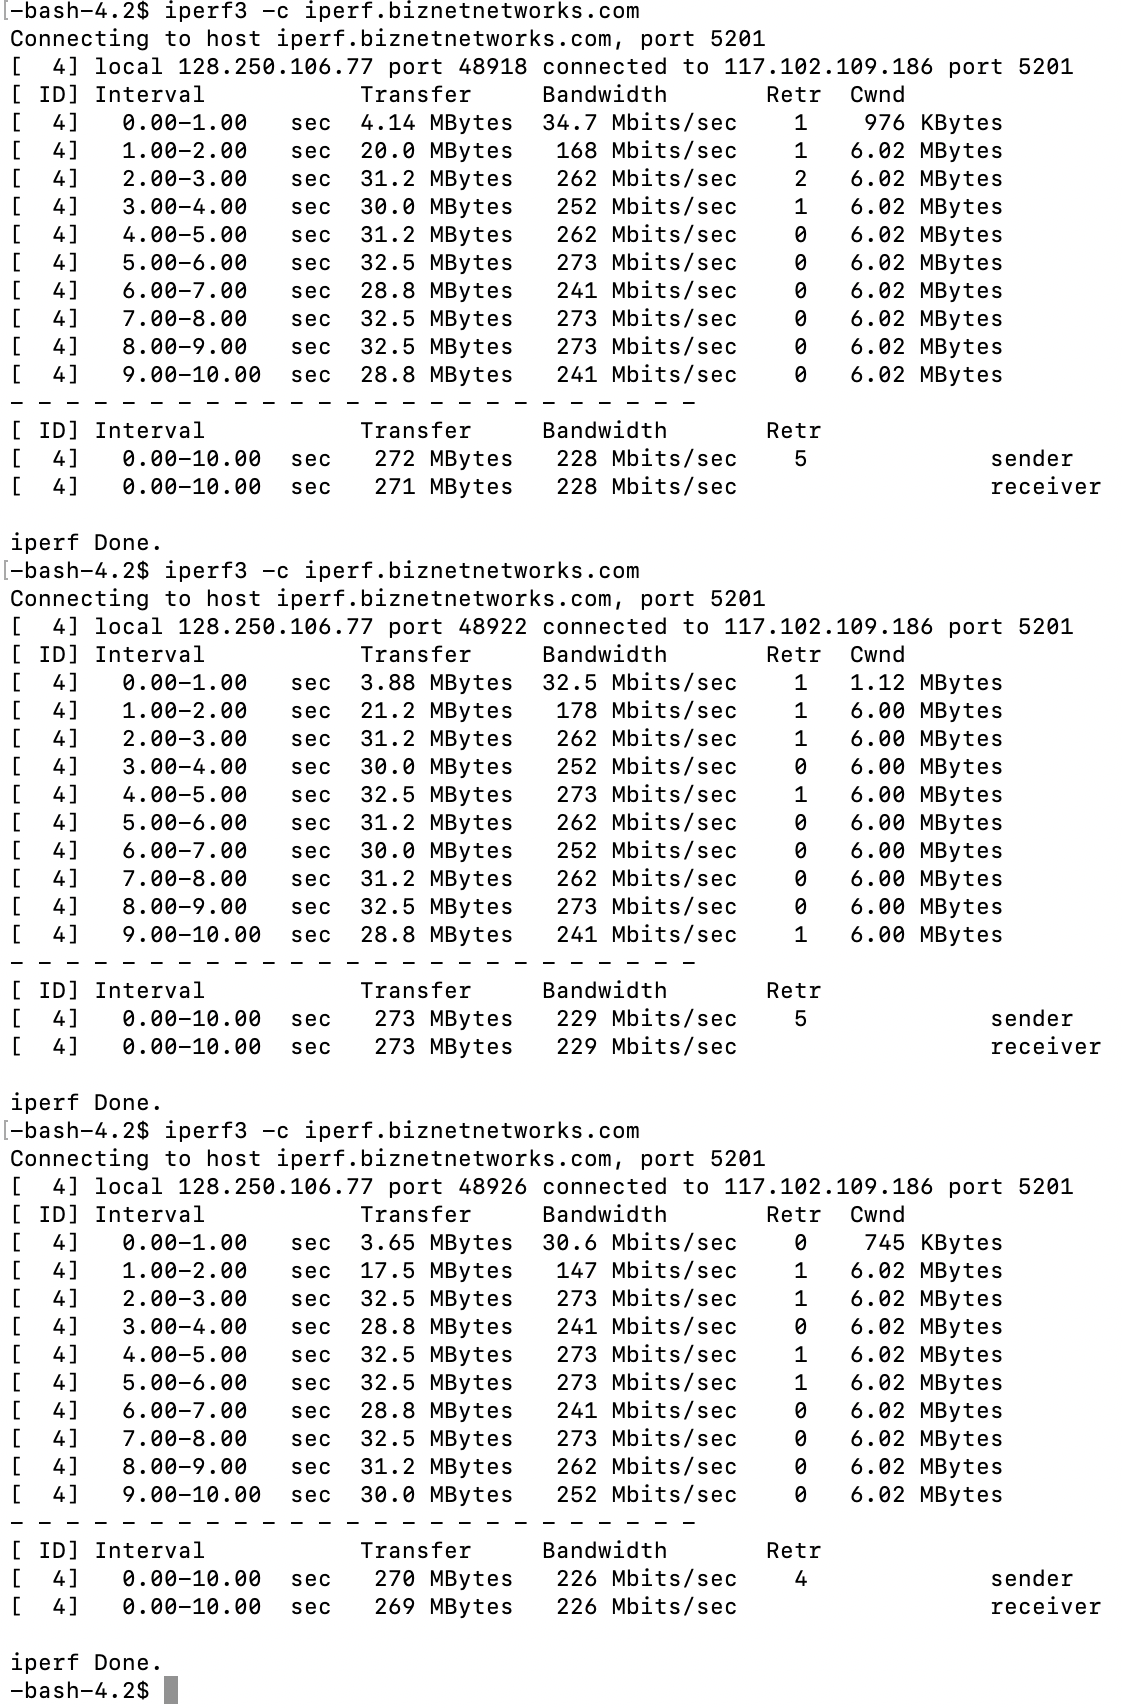 [-bash-4.2$ iperf3 -c iperf.biznetnetworks.com
Connecting to host iperf.biznetnetworks.com, port 5201
[  4] local 128.250.106.77 port 48918 connected to 117.102.109.186 port 5201
[ ID] Interval           Transfer     Bandwidth       Retr  Cwnd
[  4]   0.00-1.00   sec  4.14 MBytes  34.7 Mbits/sec    1    976 KBytes
[  4]   1.00-2.00   sec  20.0 MBytes   168 Mbits/sec    1   6.02 MBytes
[  4]   2.00-3.00   sec  31.2 MBytes   262 Mbits/sec    2   6.02 MBytes
[  4]   3.00-4.00   sec  30.0 MBytes   252 Mbits/sec    1   6.02 MBytes
[  4]   4.00-5.00   sec  31.2 MBytes   262 Mbits/sec    0   6.02 MBytes
[  4]   5.00-6.00   sec  32.5 MBytes   273 Mbits/sec    0   6.02 MBytes
[  4]   6.00-7.00   sec  28.8 MBytes   241 Mbits/sec    0   6.02 MBytes
[  4]   7.00-8.00   sec  32.5 MBytes   273 Mbits/sec    0   6.02 MBytes
[  4]   8.00-9.00   sec  32.5 MBytes   273 Mbits/sec    0   6.02 MBytes
[  4]   9.00-10.00  sec  28.8 MBytes   241 Mbits/sec    0   6.02 MBytes
- - - - - - - - - - - - - - - - - - - - - - - - -
[ ID] Interval           Transfer     Bandwidth       Retr
[  4]   0.00-10.00  sec   272 MBytes   228 Mbits/sec    5             sender
[  4]   0.00-10.00  sec   271 MBytes   228 Mbits/sec                  receiver

iperf Done.
[-bash-4.2$ iperf3 -c iperf.biznetnetworks.com
Connecting to host iperf.biznetnetworks.com, port 5201
[  4] local 128.250.106.77 port 48922 connected to 117.102.109.186 port 5201
[ ID] Interval           Transfer     Bandwidth       Retr  Cwnd
[  4]   0.00-1.00   sec  3.88 MBytes  32.5 Mbits/sec    1   1.12 MBytes
[  4]   1.00-2.00   sec  21.2 MBytes   178 Mbits/sec    1   6.00 MBytes
[  4]   2.00-3.00   sec  31.2 MBytes   262 Mbits/sec    1   6.00 MBytes
[  4]   3.00-4.00   sec  30.0 MBytes   252 Mbits/sec    0   6.00 MBytes
[  4]   4.00-5.00   sec  32.5 MBytes   273 Mbits/sec    1   6.00 MBytes
[  4]   5.00-6.00   sec  31.2 MBytes   262 Mbits/sec    0   6.00 MBytes
[  4]   6.00-7.00   sec  30.0 MBytes   252 Mbits/sec    0   6.00 MBytes
[  4]   7.00-8.00   sec  31.2 MBytes   262 Mbits/sec    0   6.00 MBytes
[  4]   8.00-9.00   sec  32.5 MBytes   273 Mbits/sec    0   6.00 MBytes
[  4]   9.00-10.00  sec  28.8 MBytes   241 Mbits/sec    1   6.00 MBytes
- - - - - - - - - - - - - - - - - - - - - - - - -
[ ID] Interval           Transfer     Bandwidth       Retr
[  4]   0.00-10.00  sec   273 MBytes   229 Mbits/sec    5             sender
[  4]   0.00-10.00  sec   273 MBytes   229 Mbits/sec                  receiver

iperf Done.
[-bash-4.2$ iperf3 -c iperf.biznetnetworks.com
Connecting to host iperf.biznetnetworks.com, port 5201
[  4] local 128.250.106.77 port 48926 connected to 117.102.109.186 port 5201
[ ID] Interval           Transfer     Bandwidth       Retr  Cwnd
[  4]   0.00-1.00   sec  3.65 MBytes  30.6 Mbits/sec    0    745 KBytes
[  4]   1.00-2.00   sec  17.5 MBytes   147 Mbits/sec    1   6.02 MBytes
[  4]   2.00-3.00   sec  32.5 MBytes   273 Mbits/sec    1   6.02 MBytes
[  4]   3.00-4.00   sec  28.8 MBytes   241 Mbits/sec    0   6.02 MBytes
[  4]   4.00-5.00   sec  32.5 MBytes   273 Mbits/sec    1   6.02 MBytes
[  4]   5.00-6.00   sec  32.5 MBytes   273 Mbits/sec    1   6.02 MBytes
[  4]   6.00-7.00   sec  28.8 MBytes   241 Mbits/sec    0   6.02 MBytes
[  4]   7.00-8.00   sec  32.5 MBytes   273 Mbits/sec    0   6.02 MBytes
[  4]   8.00-9.00   sec  31.2 MBytes   262 Mbits/sec    0   6.02 MBytes
[  4]   9.00-10.00  sec  30.0 MBytes   252 Mbits/sec    0   6.02 MBytes
- - - - - - - - - - - - - - - - - - - - - - - - -
[ ID] Interval           Transfer     Bandwidth       Retr
[  4]   0.00-10.00  sec   270 MBytes   226 Mbits/sec    4             sender
[  4]   0.00-10.00  sec   269 MBytes   226 Mbits/sec                  receiver

iperf Done.
-bash-4.2$